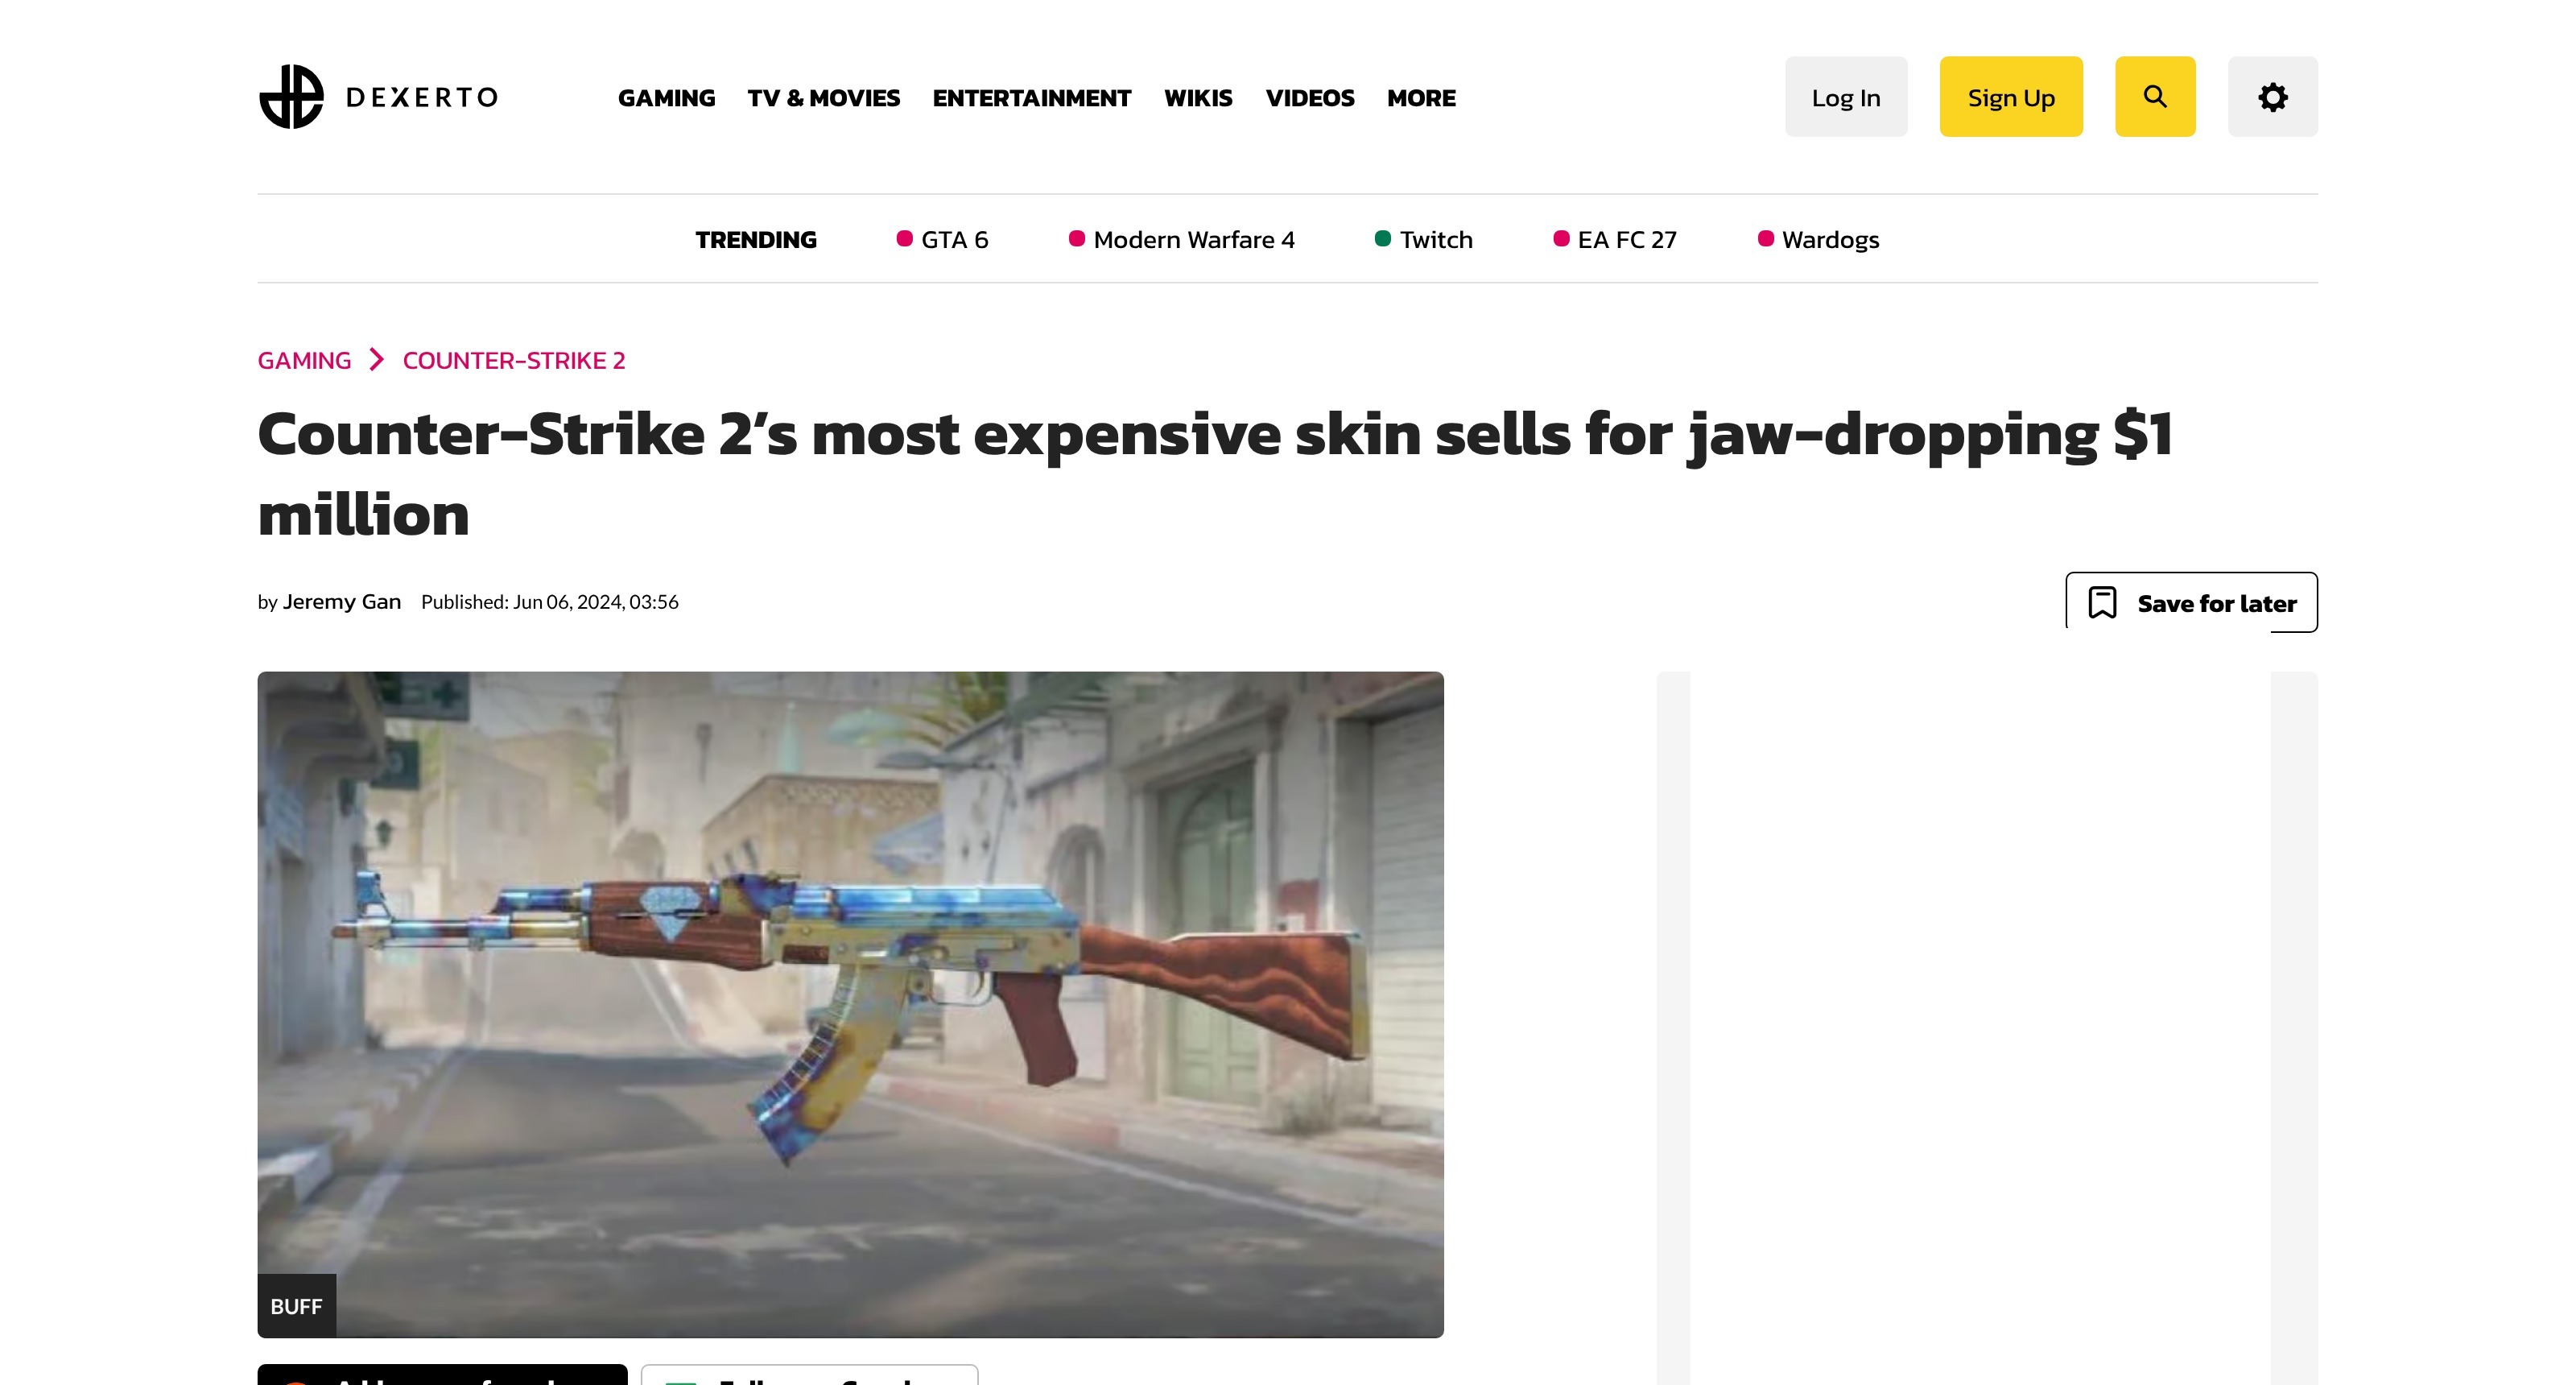 DEXERTO
GAMING TV & MOVIES ENTERTAINMENT WIKIS VIDEOS MORE
Log In Sign Up
TRENDING GTA 6 Modern Warfare 4 Twitch EA FC 27 Wardogs
GAMING COUNTER-STRIKE 2
Counter-Strike 2’s most expensive skin sells for jaw-dropping $1
million
by Jeremy Gan Published: Jun 06, 2024, 03:56
Save for later
BUFF